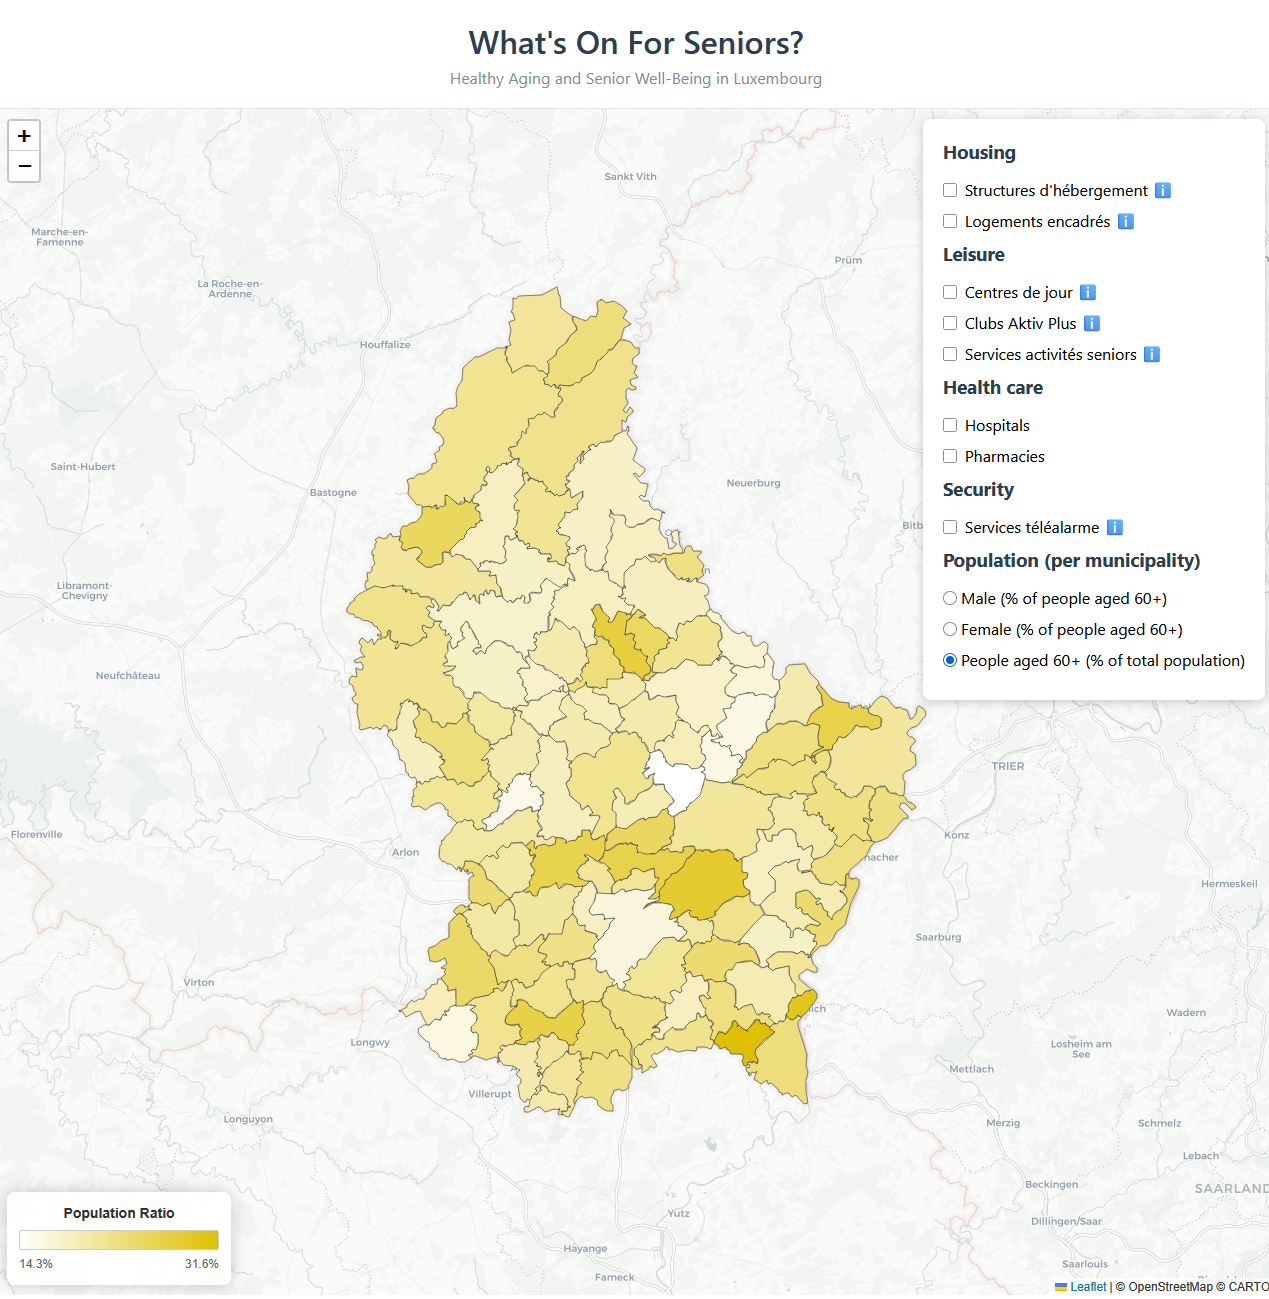 What's On For Seniors?
Healthy Aging and Senior Well-Being in Luxembourg
+
−
Housing
Structures d'hébergement i
Logements encadrés i
Leisure
Centres de jour i
Clubs Aktiv Plus i
Services activités seniors i
Health care
Hospitals
Pharmacies
Security
Services téléalarme i
Population (per municipality)
Male (% of people aged 60+)
Female (% of people aged 60+)
People aged 60+ (% of total population)
Sankt Vith
Marche-en-
Famenne
Prüm
La Roche-en-
Ardenne
Houffalize
Saint-Hubert
Neuerburg
Bastogne
Bitb
Libramont-
Chevigny
Neufchâteau
TRIER
Florenville
Konz
Arlon
nacher
Hermeskeil
Saarburg
Virton
ich
Wadern
Longwy
Losheim am
See
Mettlach
Villerupt
Longuyon
Merzig
Schmelz
Lebach
Beckingen
SAARLAND
Yutz
Dillingen/Saar
Hayange
Saarlouis
Fameck
Population Ratio
14.3%
31.6%
Leaflet | © OpenStreetMap © CARTO